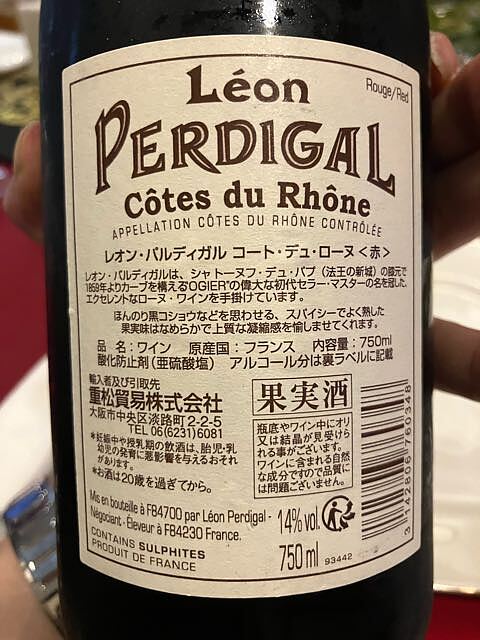 Léon
Rouge/Red
PERDIGAL
Côtes du Rhône
APPELLATION CÔTES DU RHÔNE CONTRÔLÉE
レオン・パルディガル コート・デュ・ローヌ＜赤＞
レオン・パルディガルは、シャトーヌフ・デュ・パプ（法王の新城）の膝元で
1859年よりカーブを構える"OGIER"の偉大な初代セラー・マスターの名を冠した、
エクセレントなローヌ・ワインを手掛けています。
ほんのり黒コショウなどを思わせる、スパイシーでよく熟した
果実味はなめらかで上質な凝縮感を愉しませてくれます。
品 名：ワイン 原産国：フランス 内容量：750ml
酸化防止剤（亜硫酸塩） アルコール分は裏ラベルに記載
輸入者及び引取先
重松貿易株式会社
大阪市中央区淡路町2-2-5
TEL 06(6231)6081
＊妊娠中や授乳期の飲酒は、胎児・乳
幼児の発育に悪影響を与えるおそれ
があります。
＊お酒は20歳を過ぎてから。
果実酒
瓶底やワイン中にオリ
又は結晶が見受けら
れる事がございます。
ワインに含まれる自然
な成分ですので品質に
は問題ございません。
3 142806 760348
Mis en bouteille à F84700 par Léon Perdigal -
Négociant - Éleveur à F84230 France.
CONTAINS SULPHITES
PRODUIT DE FRANCE
14% vol.
750 ml
93442